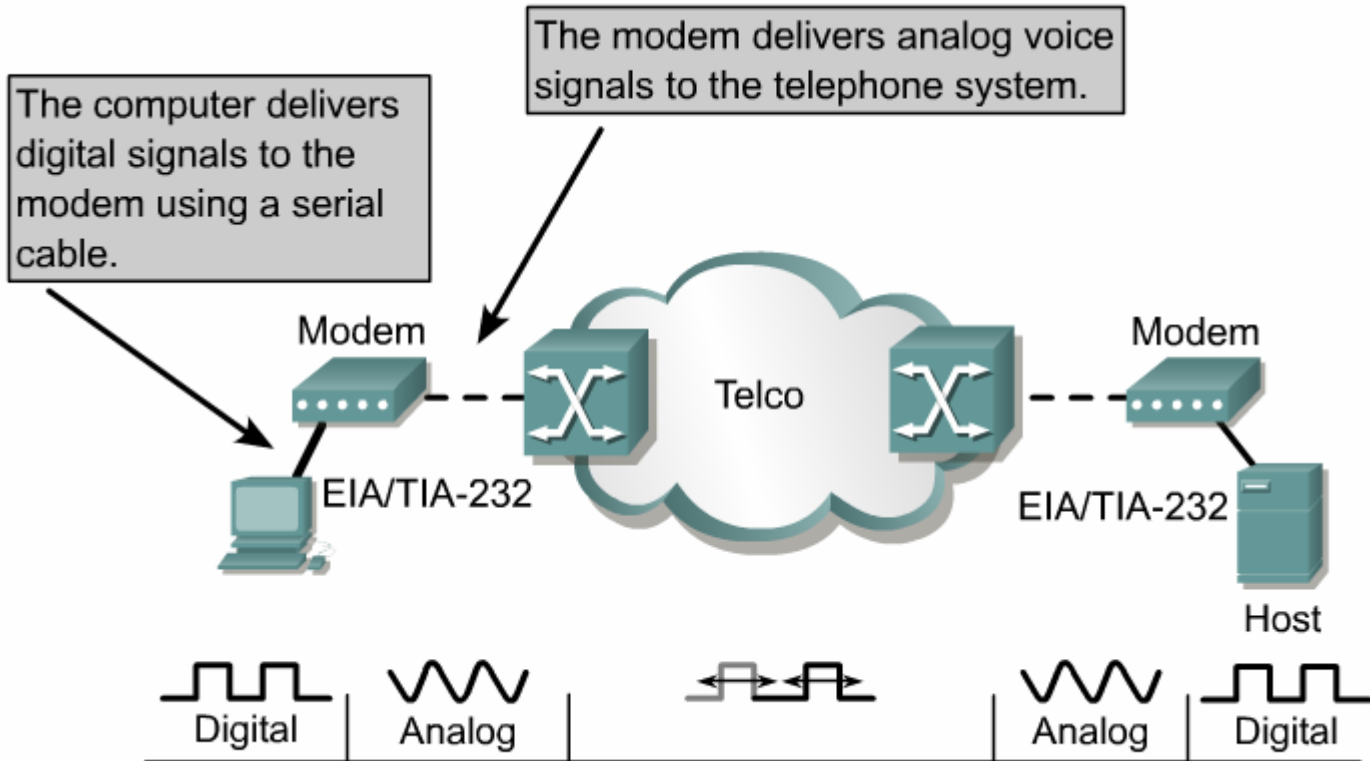 The modem delivers analog voice
signals to the telephone system.
The computer delivers
digital signals to the
modem using a serial
cable.
Modem
Modem
Telco
EIA/TIA-232
EIA/TIA-232
Host
Digital
Analog
Analog
Digital